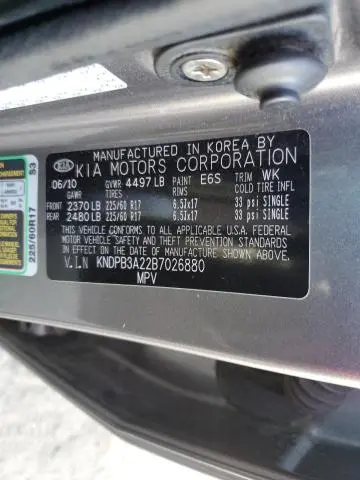 MANUFACTURED IN KOREA BY
KIA KIA MOTORS CORPORATION
06/10 GVWR 4497 LB PAINT E6S TRIM WK
GAWR TIRES RIMS COLD TIRE INFL
FRONT 2370 LB 225/60 R17 6.5Jx17 33 psi SINGLE
REAR 2480 LB 225/60 R17 6.5Jx17 33 psi SINGLE
THIS VEHICLE CONFORMS TO ALL APPLICABLE U.S.A. FEDERAL
MOTOR VEHICLE SAFETY AND THEFT PREVENTION STANDARDS
IN EFFECT ON THE DATE OF MANUFACTURE SHOWN ABOVE.
V.I.N KNDPB3A22B7026880
MPV
225/60R17 S3